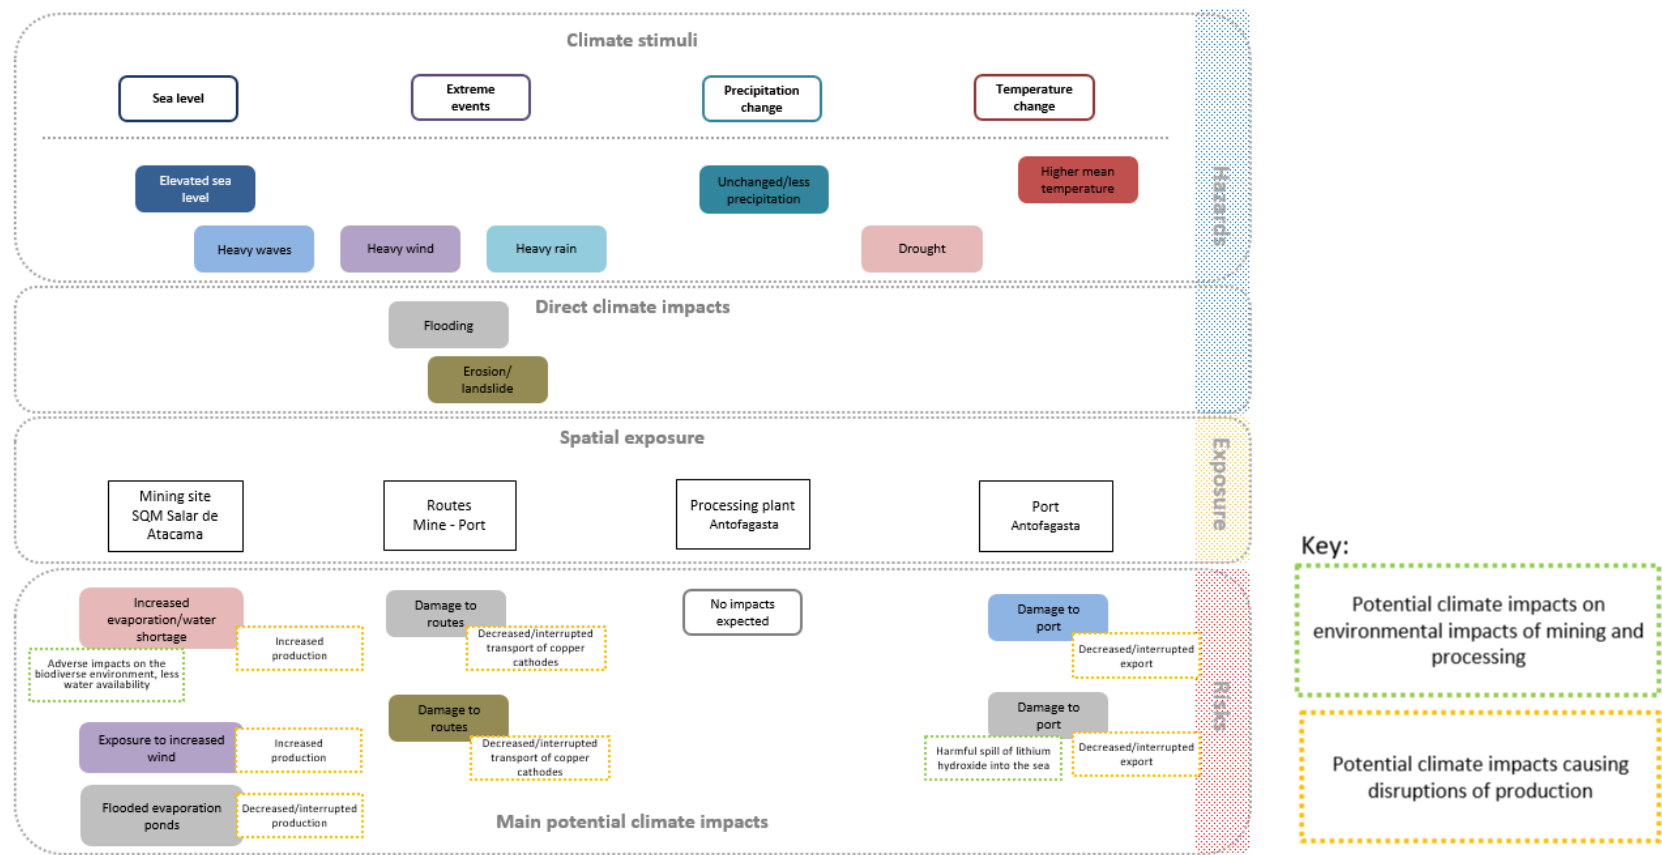 Climate stimuli
Sea level
Extreme
events
Precipitation
change
Temperature
change
Elevated sea
level
Unchanged/less
precipitation
Higher mean
temperature
Heavy waves
Heavy wind
Heavy rain
Drought
Hazards
Direct climate impacts
Flooding
Erosion/
landslide
Spatial exposure
Mining site
SQM Salar de
Atacama
Routes
Mine - Port
Processing plant
Antofagasta
Port
Antofagasta
Exposure
Increased
evaporation/water
shortage
Increased
production
Adverse impacts on the
biodiverse environment, less
water availability
Exposure to increased
wind
Increased
production
Flooded evaporation
ponds
Decreased/interrupted
production
Damage to
routes
Decreased/interrupted
transport of copper
cathodes
Damage to
routes
Decreased/interrupted
transport of copper
cathodes
No impacts
expected
Damage to
port
Decreased/interrupted
export
Damage to
port
Harmful spill of lithium
hydroxide into the sea
Decreased/interrupted
export
Risks
Main potential climate impacts
Key:
Potential climate impacts on
environmental impacts of mining and
processing
Potential climate impacts causing
disruptions of production